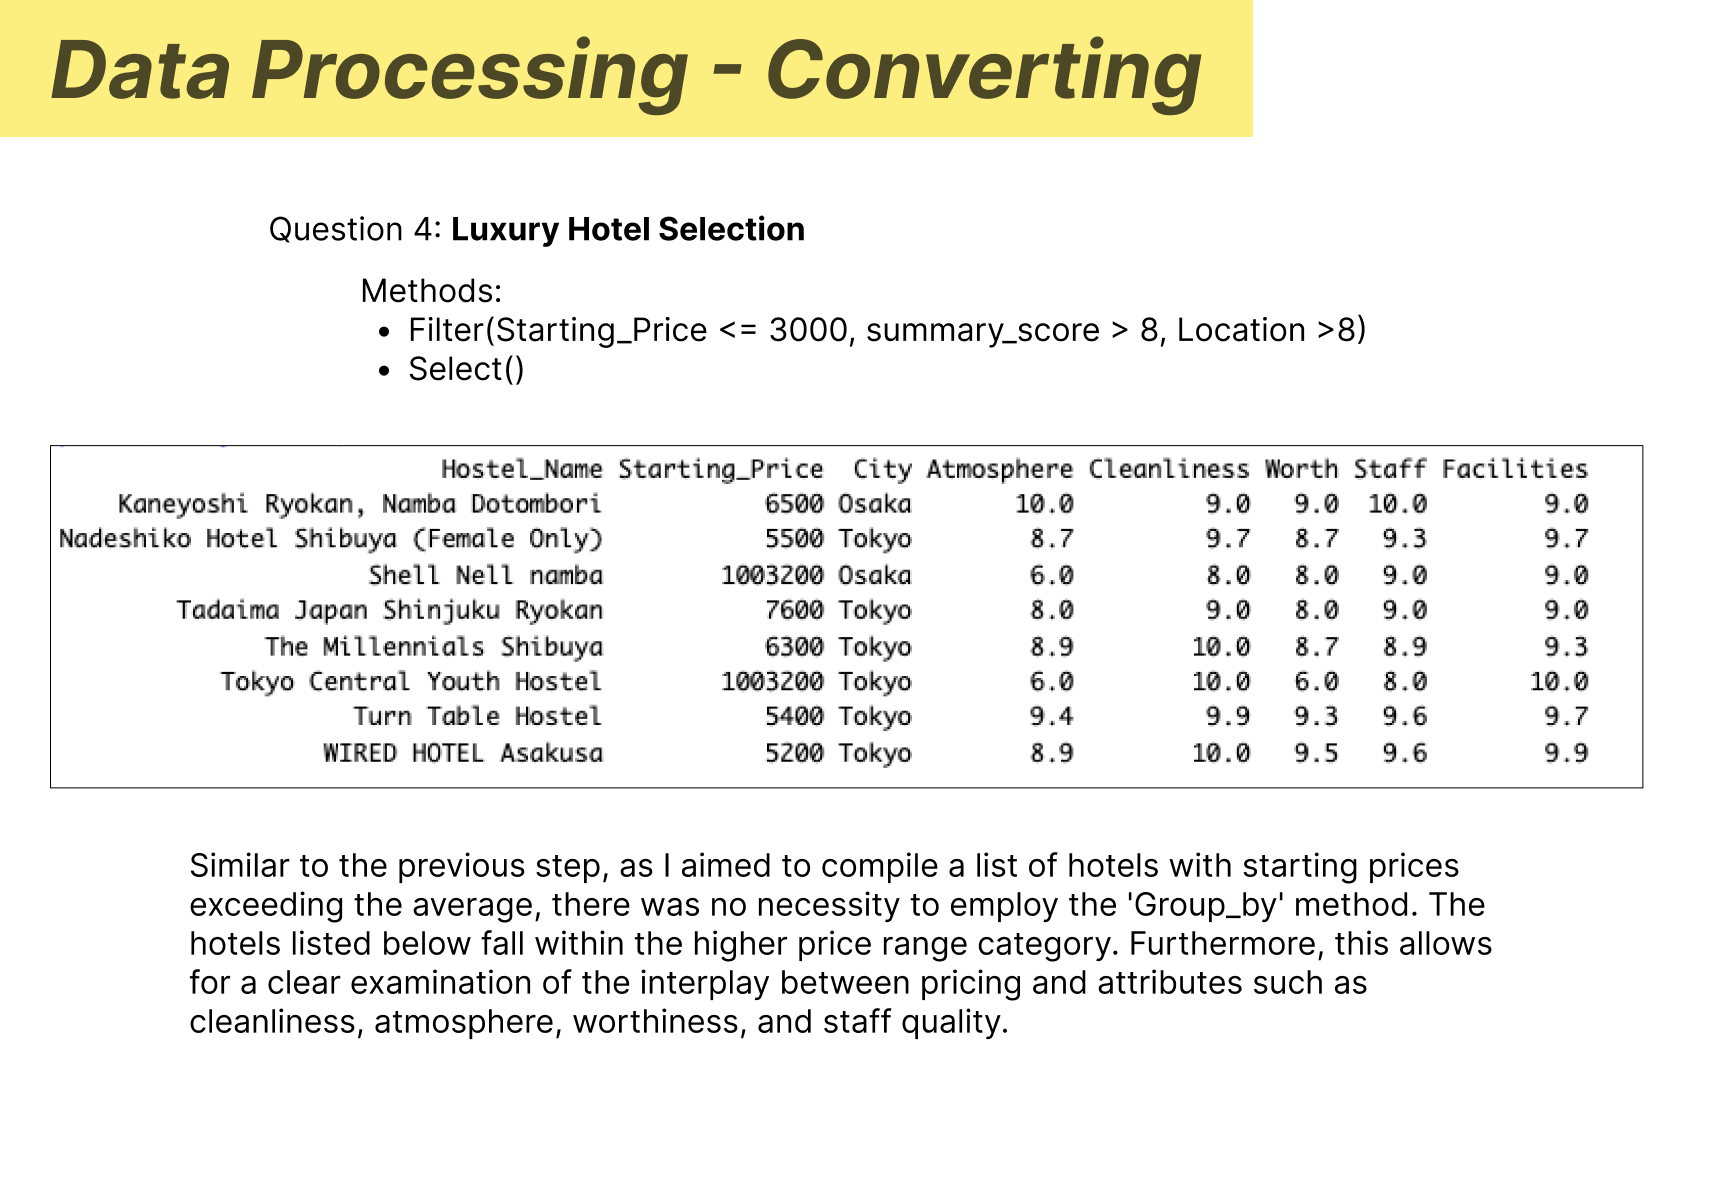 Data Processing - Converting
Question 4: Luxury Hotel Selection
Methods:
• Filter(Starting_Price <= 3000, summary_score > 8, Location >8)
• Select()
Hostel_Name Starting_Price City Atmosphere Cleanliness Worth Staff Facilities
Kaneyoshi Ryokan, Namba Dotombori 6500 Osaka 10.0 9.0 9.0 10.0 9.0
Nadeshiko Hotel Shibuya (Female Only) 5500 Tokyo 8.7 9.7 8.7 9.3 9.7
Shell Nell namba 1003200 Osaka 6.0 8.0 8.0 9.0 9.0
Tadaima Japan Shinjuku Ryokan 7600 Tokyo 8.0 9.0 8.0 9.0 9.0
The Millennials Shibuya 6300 Tokyo 8.9 10.0 8.7 8.9 9.3
Tokyo Central Youth Hostel 1003200 Tokyo 6.0 10.0 6.0 8.0 10.0
Turn Table Hostel 5400 Tokyo 9.4 9.9 9.3 9.6 9.7
WIRED HOTEL Asakusa 5200 Tokyo 8.9 10.0 9.5 9.6 9.9
Similar to the previous step, as I aimed to compile a list of hotels with starting prices
exceeding the average, there was no necessity to employ the 'Group_by' method. The
hotels listed below fall within the higher price range category. Furthermore, this allows
for a clear examination of the interplay between pricing and attributes such as
cleanliness, atmosphere, worthiness, and staff quality.